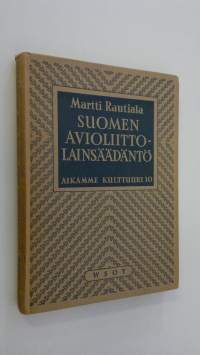 Martti Rautiala
SUOMEN
AVIOLIITTO-
LAINSÄÄDÄNTÖ
AIKAMME KULTTUURI 10
WSOY